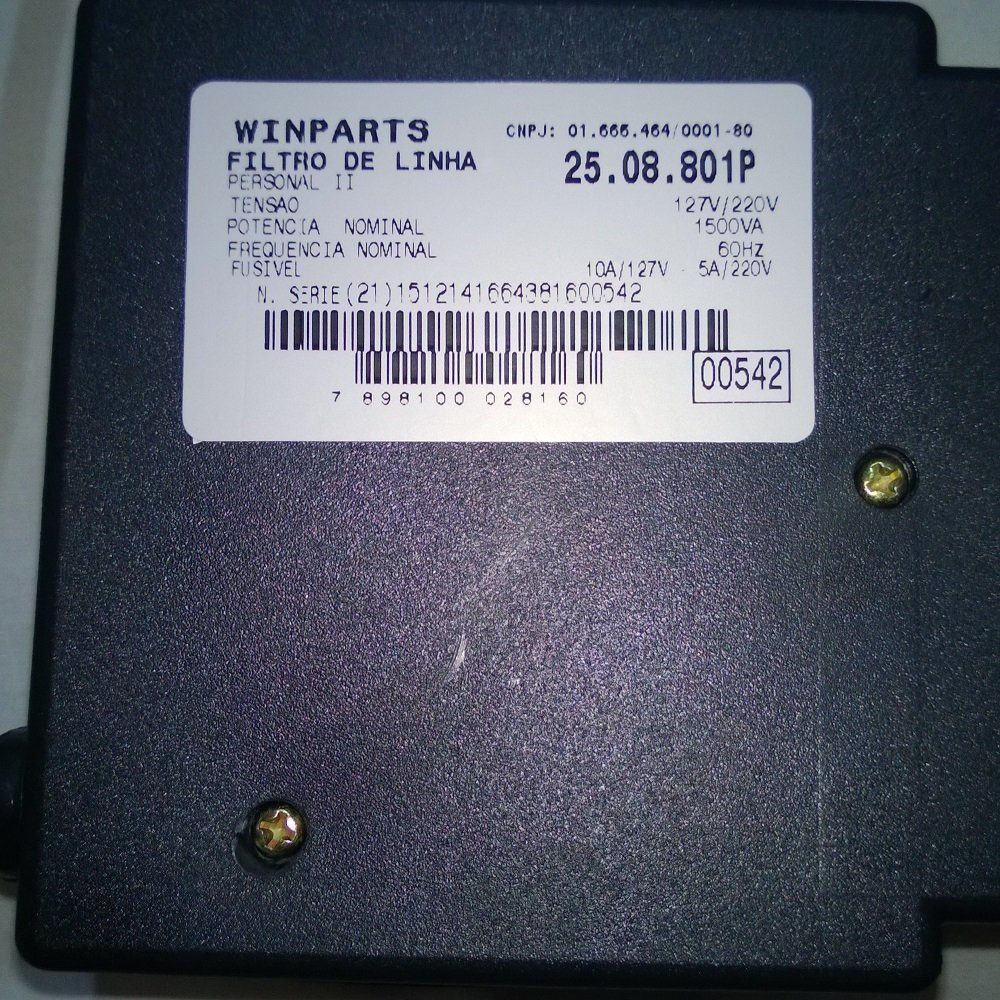 WINPARTS CNPJ: 01.665.464/0001-80
FILTRO DE LINHA 25.08.801P
PERSONAL II
TENSAO 127V/220V
POTENCIA NOMINAL 1500VA
FREQUENCIA NOMINAL 60Hz
FUSIVEL 10A/127V - 5A/220V
N. SERIE (21)1512141664381600542
00542
7 898100 028160